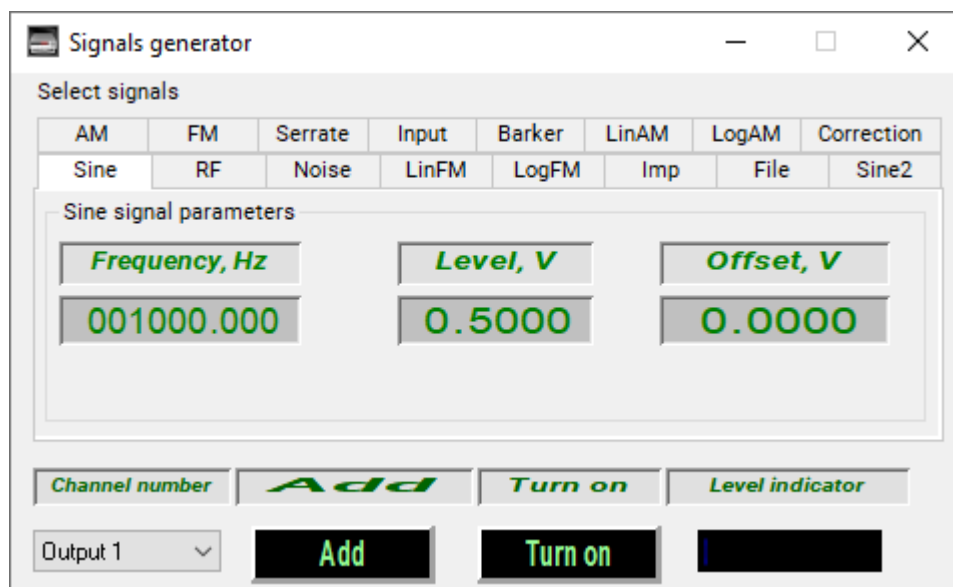 Signals generator
Select signals
AM FM Serrate Input Barker LinAM LogAM Correction
Sine RF Noise LinFM LogFM Imp File Sine2
Sine signal parameters
Frequency, Hz Level, V Offset, V
001000.000 0.5000 0.0000
Channel number Add Turn on Level indicator
Output 1 Add Turn on